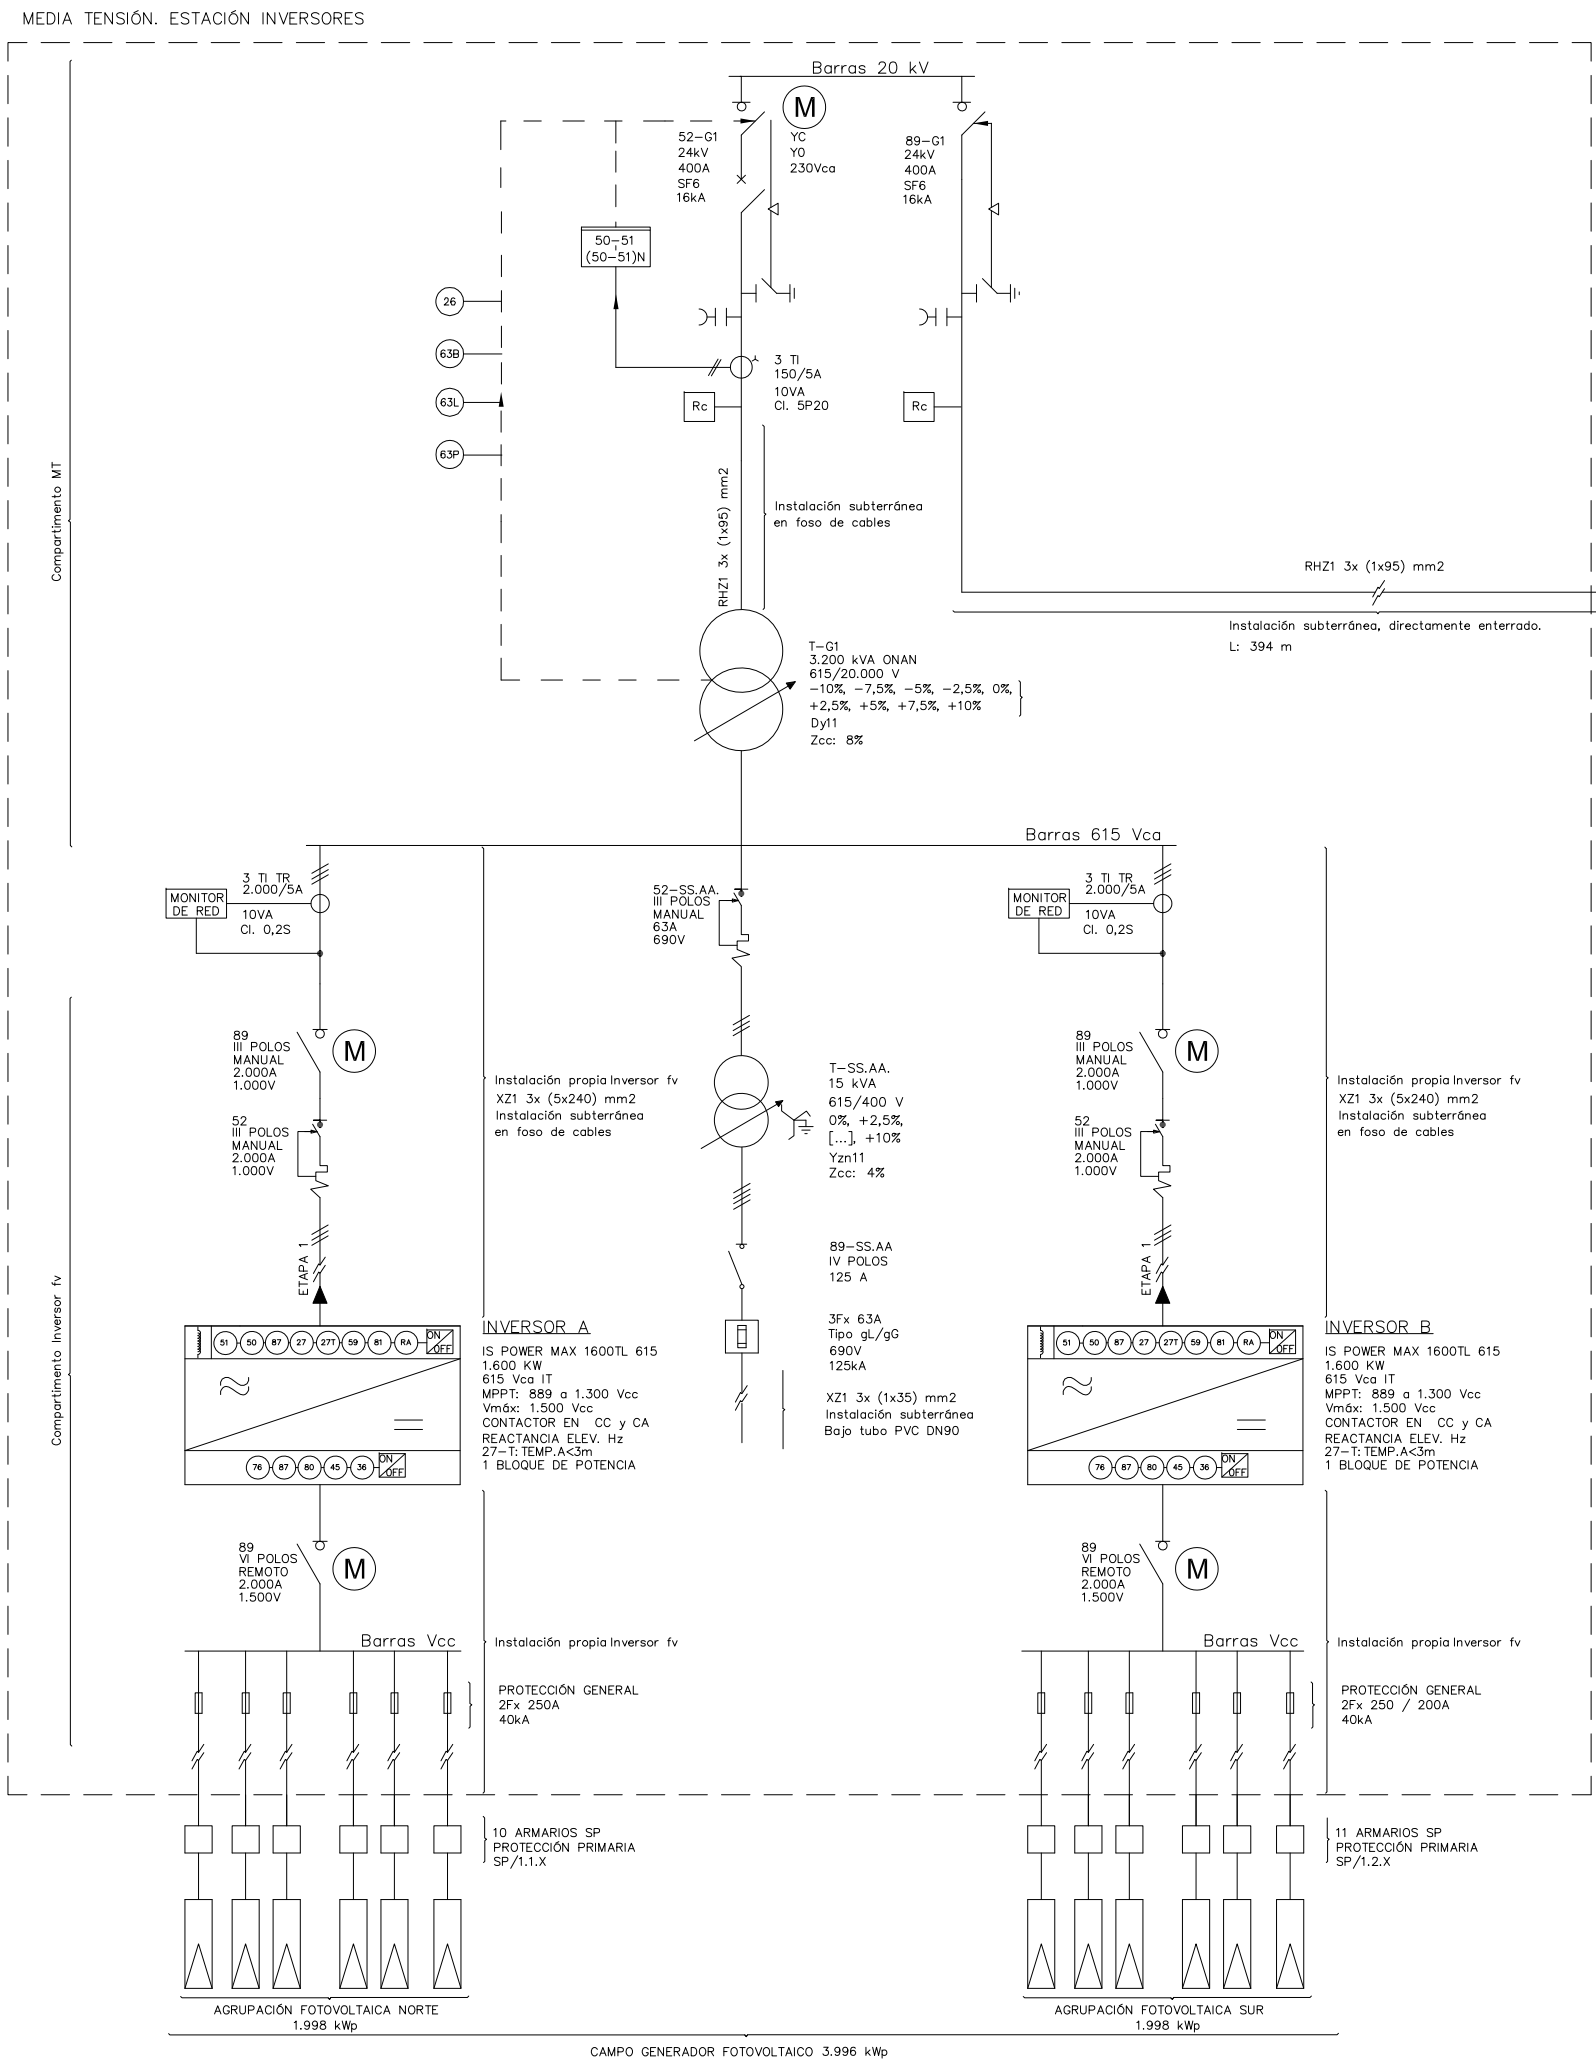 MEDIA TENSIÓN. ESTACIÓN INVERSORES
Barras 20 kV
M
52-G1
24kV
400A
SF6
16kA
YC
Y0
230Vca
89-G1
24kV
400A
SF6
16kA
50-51
(50-51)N
26
63B
63L
63P
3 TI
150/5A
10VA
Cl. 5P20
Rc
Rc
Compartimento MT
RHZ1 3x (1x95) mm2
Instalación subterránea
en foso de cables
RHZ1 3x (1x95) mm2
Instalación subterránea, directamente enterrado.
L: 394 m
T-G1
3.200 kVA ONAN
615/20.000 V
-10%, -7,5%, -5%, -2,5%, 0%,
+2,5%, +5%, +7,5%, +10%
Dy11
Zcc: 8%
Barras 615 Vca
3 TI TR
2.000/5A
10VA
Cl. 0,2S
MONITOR
DE RED
52-SS.AA.
III POLOS
MANUAL
63A
690V
3 TI TR
2.000/5A
10VA
Cl. 0,2S
MONITOR
DE RED
Compartimento Inversor fv
89
III POLOS
MANUAL
2.000A
1.000V
M
52
III POLOS
MANUAL
2.000A
1.000V
ETAPA 1
Instalación propia Inversor fv
XZ1 3x (5x240) mm2
Instalación subterránea
en foso de cables
T-SS.AA.
15 kVA
615/400 V
0%, +2,5%,
[...], +10%
Yzn11
Zcc: 4%
89
III POLOS
MANUAL
2.000A
1.000V
M
52
III POLOS
MANUAL
2.000A
1.000V
ETAPA 1
Instalación propia Inversor fv
XZ1 3x (5x240) mm2
Instalación subterránea
en foso de cables
89-SS.AA
IV POLOS
125 A
3Fx 63A
Tipo gL/gG
690V
125kA
XZ1 3x (1x35) mm2
Instalación subterránea
Bajo tubo PVC DN90
51 50 87 27 27T 59 81 RA ON OFF
76 87 80 45 36 ON OFF
INVERSOR A
IS POWER MAX 1600TL 615
1.600 KW
615 Vca IT
MPPT: 889 a 1.300 Vcc
Vmáx: 1.500 Vcc
CONTACTOR EN CC y CA
REACTANCIA ELEV. Hz
27-T: TEMP.A<3m
1 BLOQUE DE POTENCIA
51 50 87 27 27T 59 81 RA ON OFF
76 87 80 45 36 ON OFF
INVERSOR B
IS POWER MAX 1600TL 615
1.600 KW
615 Vca IT
MPPT: 889 a 1.300 Vcc
Vmáx: 1.500 Vcc
CONTACTOR EN CC y CA
REACTANCIA ELEV. Hz
27-T: TEMP.A<3m
1 BLOQUE DE POTENCIA
89
VI POLOS
REMOTO
2.000A
1.500V
M
Barras Vcc
Instalación propia Inversor fv
PROTECCIÓN GENERAL
2Fx 250A
40kA
89
VI POLOS
REMOTO
2.000A
1.500V
M
Barras Vcc
Instalación propia Inversor fv
PROTECCIÓN GENERAL
2Fx 250 / 200A
40kA
10 ARMARIOS SP
PROTECCIÓN PRIMARIA
SP/1.1.X
11 ARMARIOS SP
PROTECCIÓN PRIMARIA
SP/1.2.X
AGRUPACIÓN FOTOVOLTAICA NORTE
1.998 kWp
AGRUPACIÓN FOTOVOLTAICA SUR
1.998 kWp
CAMPO GENERADOR FOTOVOLTAICO 3.996 kWp